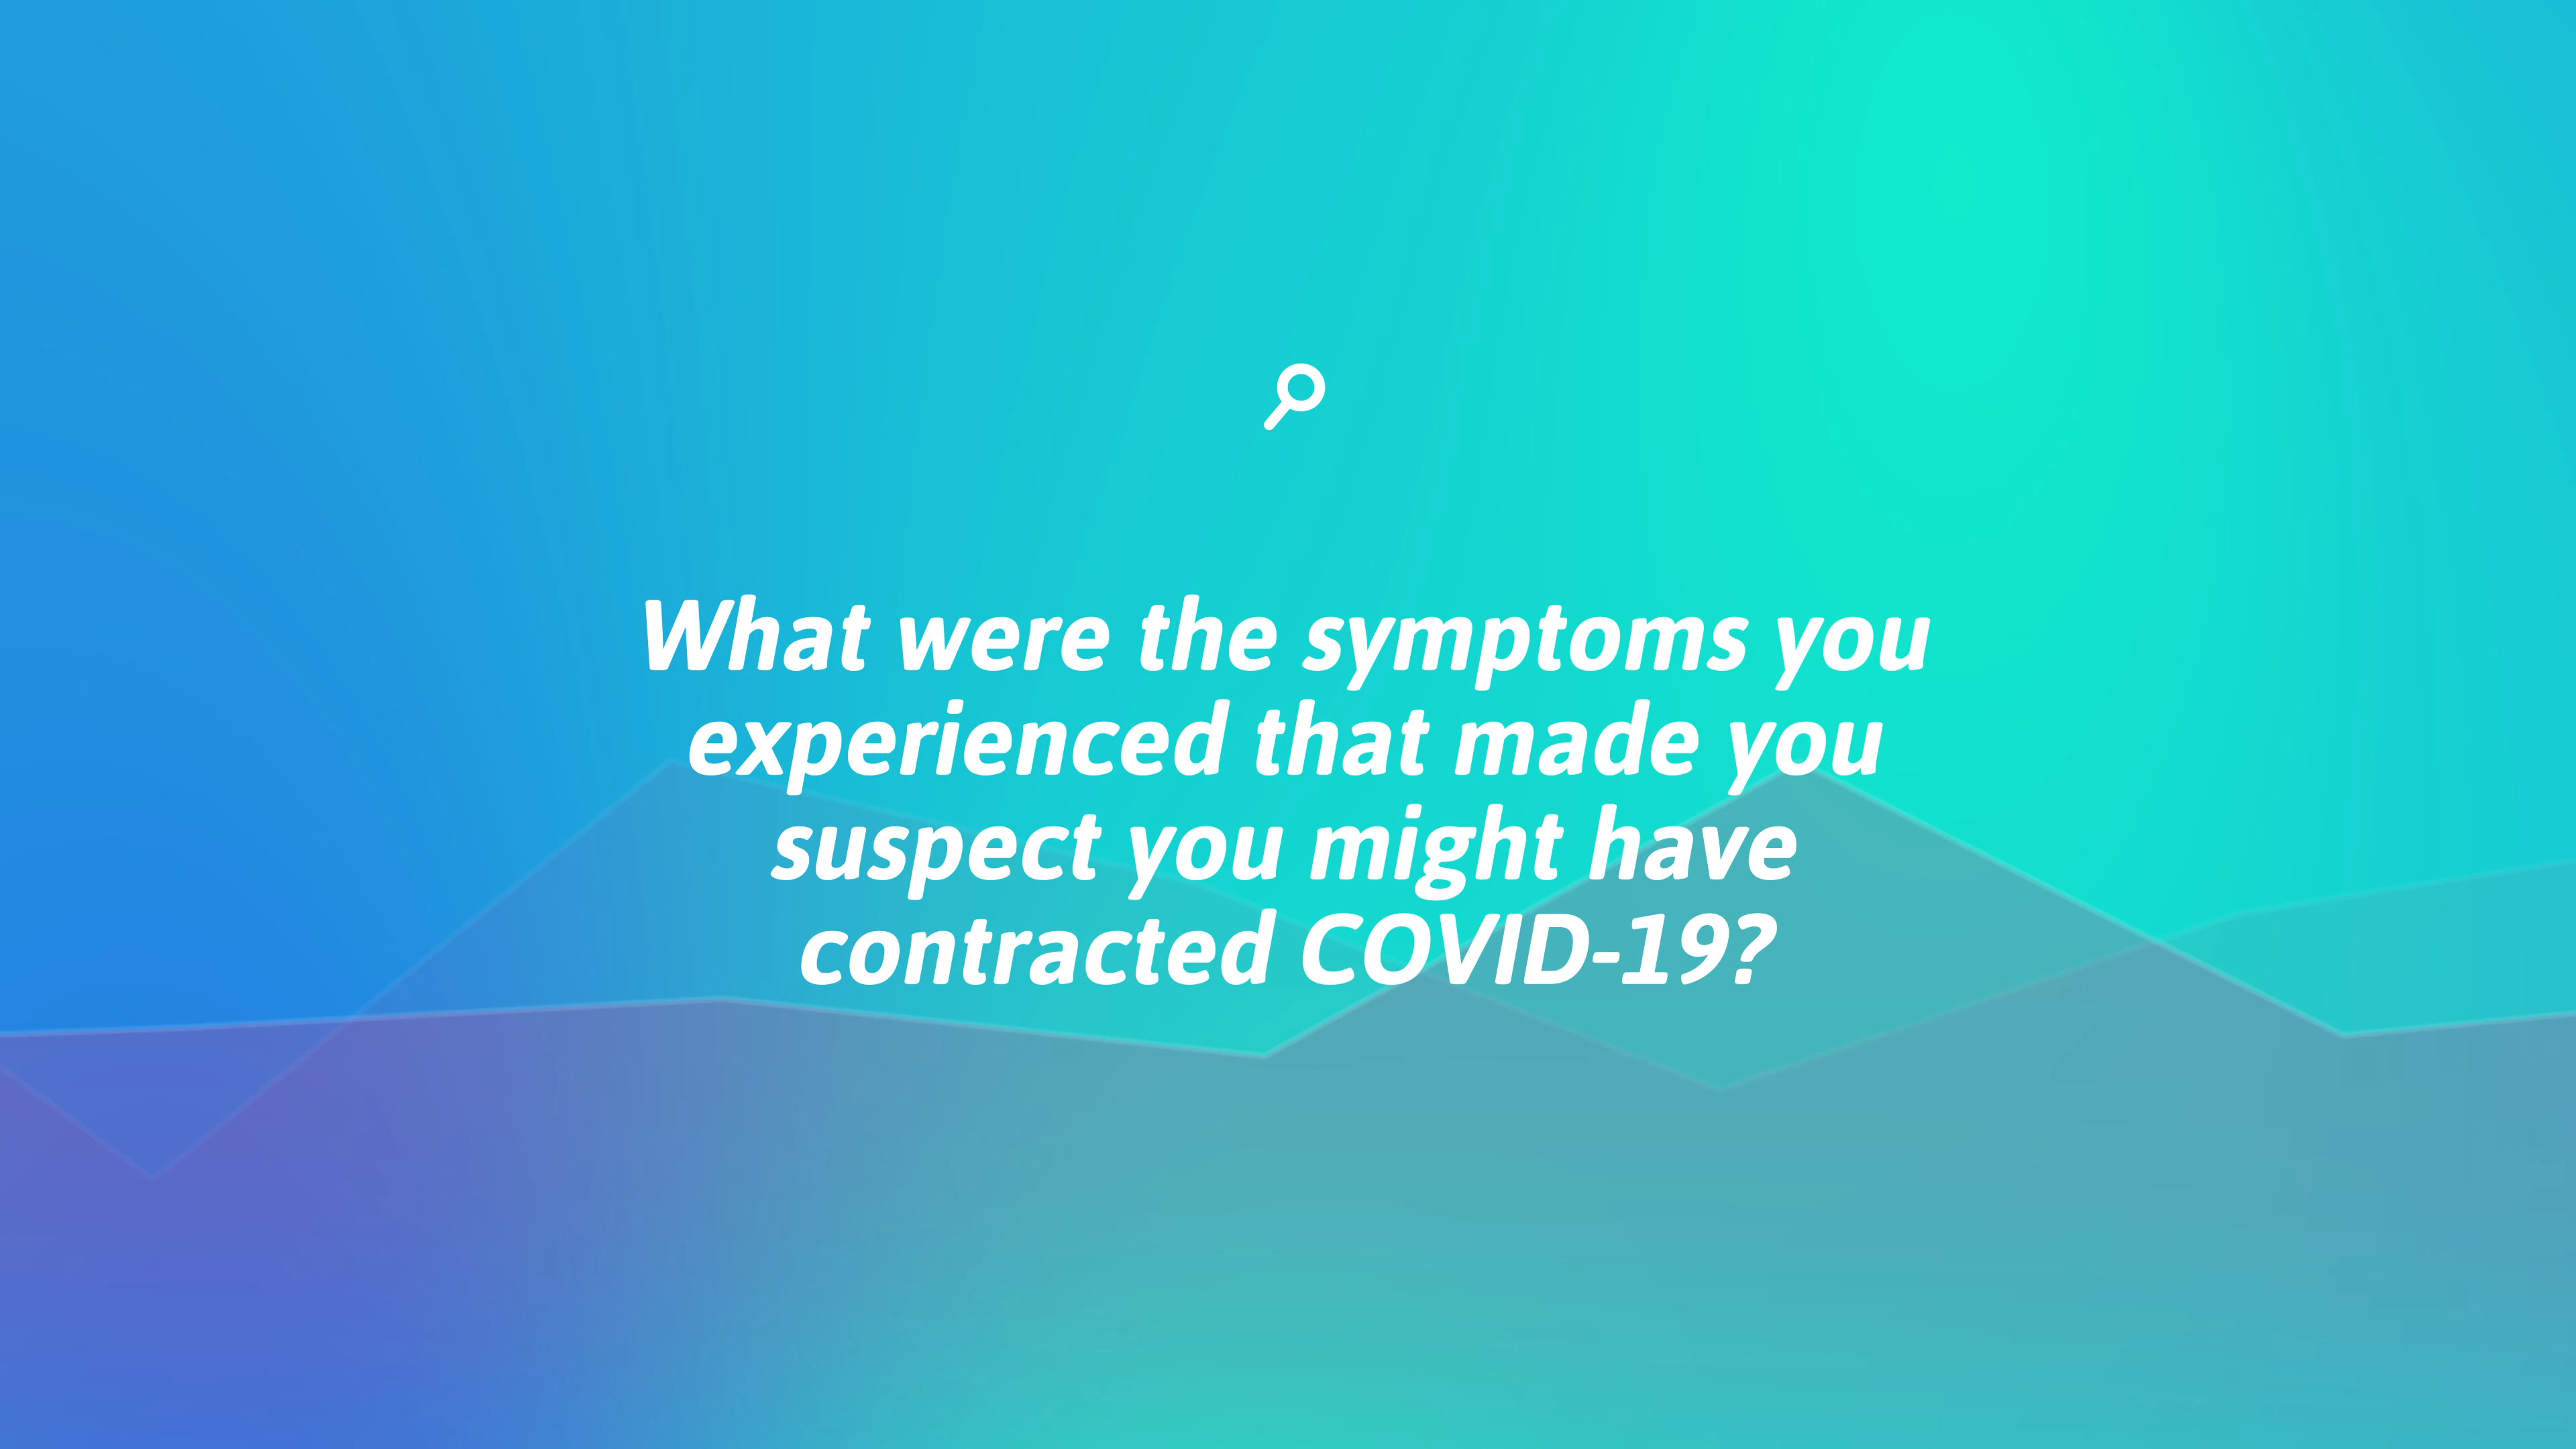 What were the symptoms you
experienced that made you
suspect you might have
contracted COVID-19?